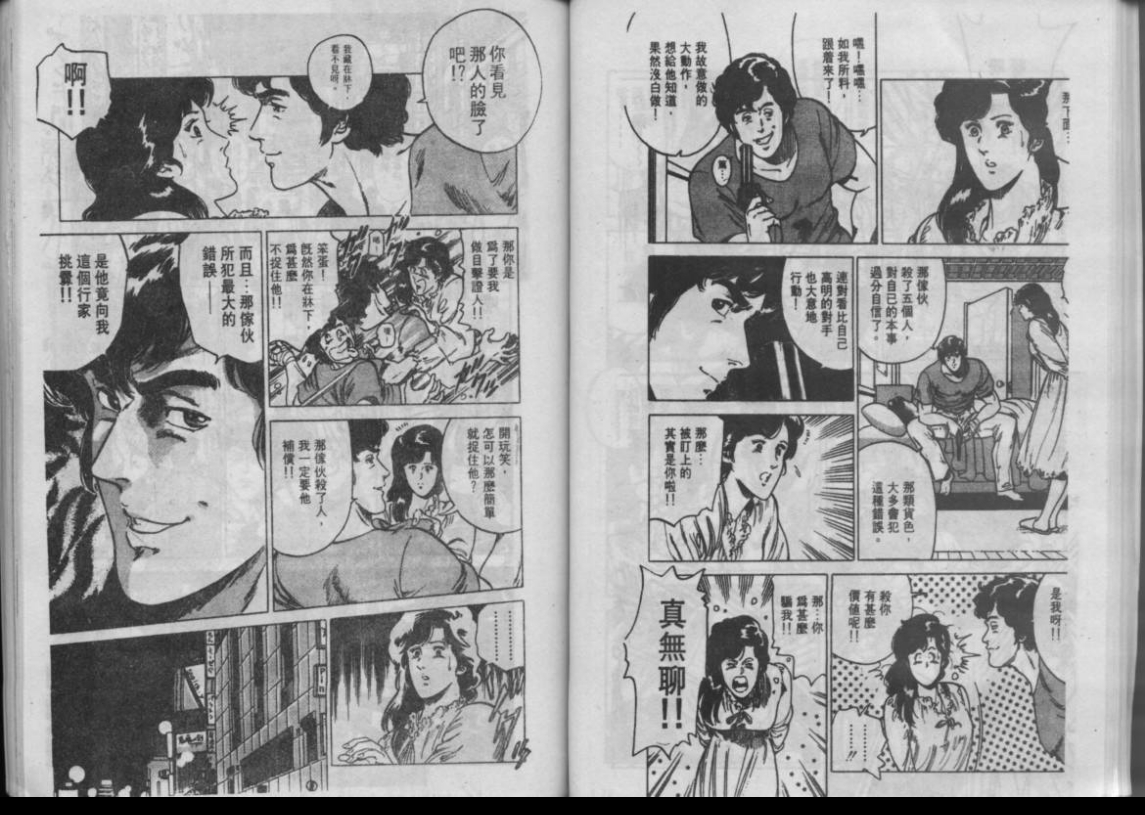 那下面…
嘿！嘿嘿…
如我所料，
跟着來了！
我故意做的
大動作，
想給他知道，
果然沒白做！
那傢伙
殺了五個人，
對自己的本事
過分自信了。
連對着比自己
高明的對手
也大意地
行動！
那類貨色，
大多會犯
這種錯誤。
那麼…
被盯上的
其實是你啦!!
是我呀!!
殺你
有甚麼
價值呢!!
………!!
那…你
為甚麼
騙我!!
真無聊!!
你看見
那人的臉了
吧!?
我藏在牀下，
看不見呀。
啊!!
那你是
為了要我
做目擊證人!!
笨蛋！
既然你在牀下，
為甚麼
不捉住他!!
而且…那傢伙
所犯最大的
錯誤——
是他竟向我
這個行家
挑釁!!
開玩笑，
怎可以那麼簡單
就捉住他？
那傢伙殺了人，
我一定要他
補償!!
…………